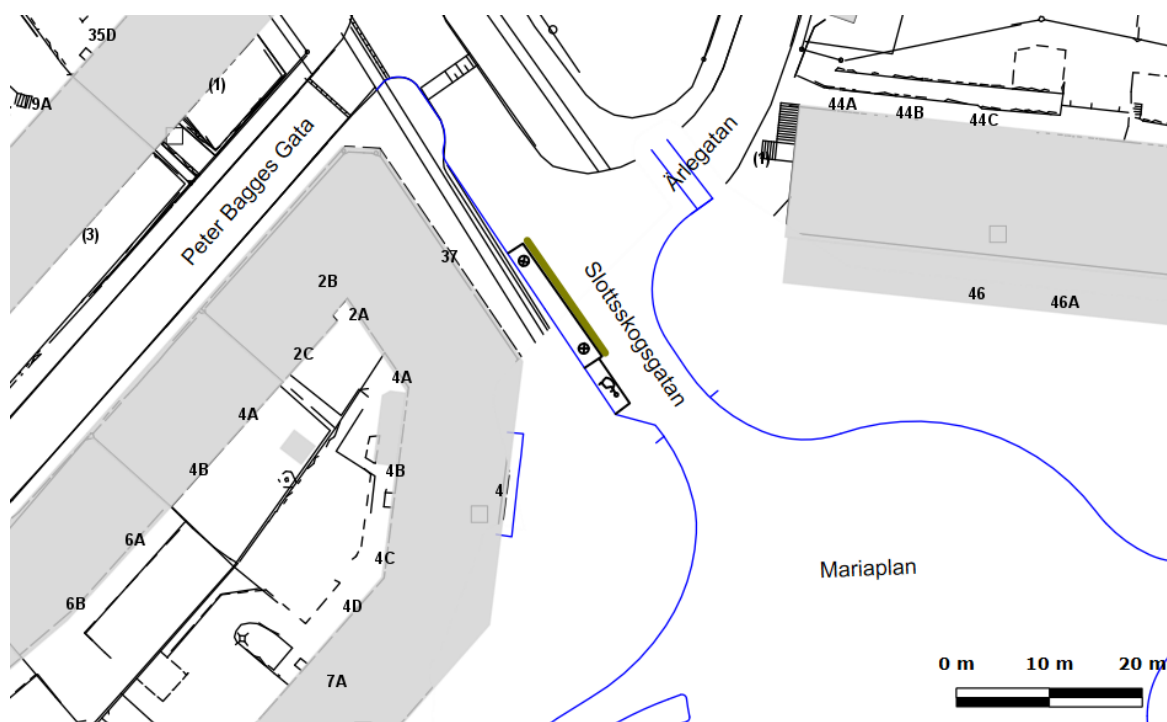 35D
(1)
9A
44A
44B
44C
(1)
Ärlegatan
Peter Bagges Gata
(3)
37
2B
2A
Slottsskogsgatan
46
46A
2C
4A
4A
4B
4B
4
6A
4C
Mariaplan
6B
4D
7A
0 m 10 m 20 m